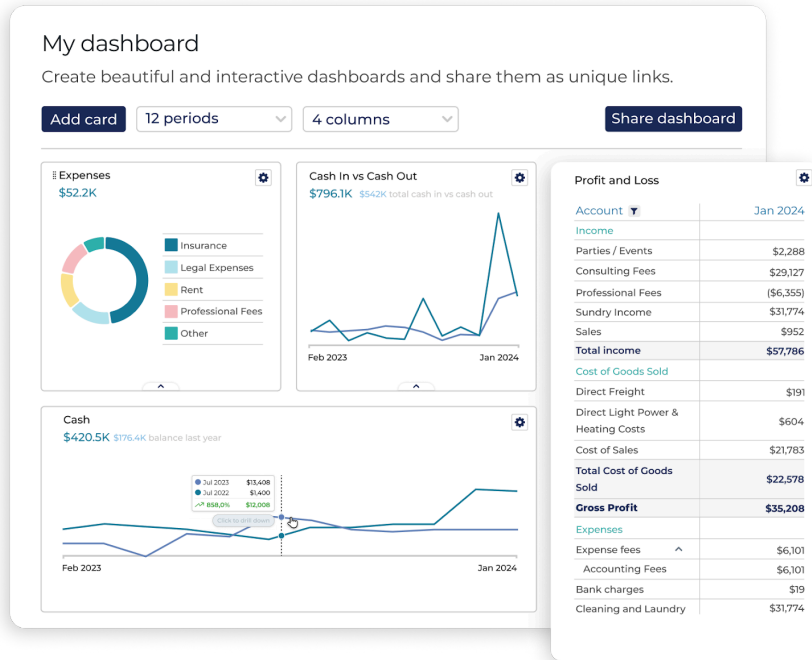 My dashboard
Create beautiful and interactive dashboards and share them as unique links.
Add card
12 periods
4 columns
Share dashboard
Expenses
$52.2K
Insurance
Legal Expenses
Rent
Professional Fees
Other
Cash In vs Cash Out
$796.1K $542K total cash in vs cash out
Feb 2023 Jan 2024
Cash
$420.5K $176.4K balance last year
Jul 2023 $13,408
Jul 2022 $1,400
858,0% $12,008
Click to drill down
Feb 2023 Jan 2024
Profit and Loss
Account Jan 2024
Income
Parties / Events $2,288
Consulting Fees $29,127
Professional Fees ($6,355)
Sundry Income $31,774
Sales $952
Total income $57,786
Cost of Goods Sold
Direct Freight $191
Direct Light Power &
Heating Costs $604
Cost of Sales $21,783
Total Cost of Goods
Sold $22,578
Gross Profit $35,208
Expenses
Expense fees $6,101
Accounting Fees $6,101
Bank charges $19
Cleaning and Laundry $31,774